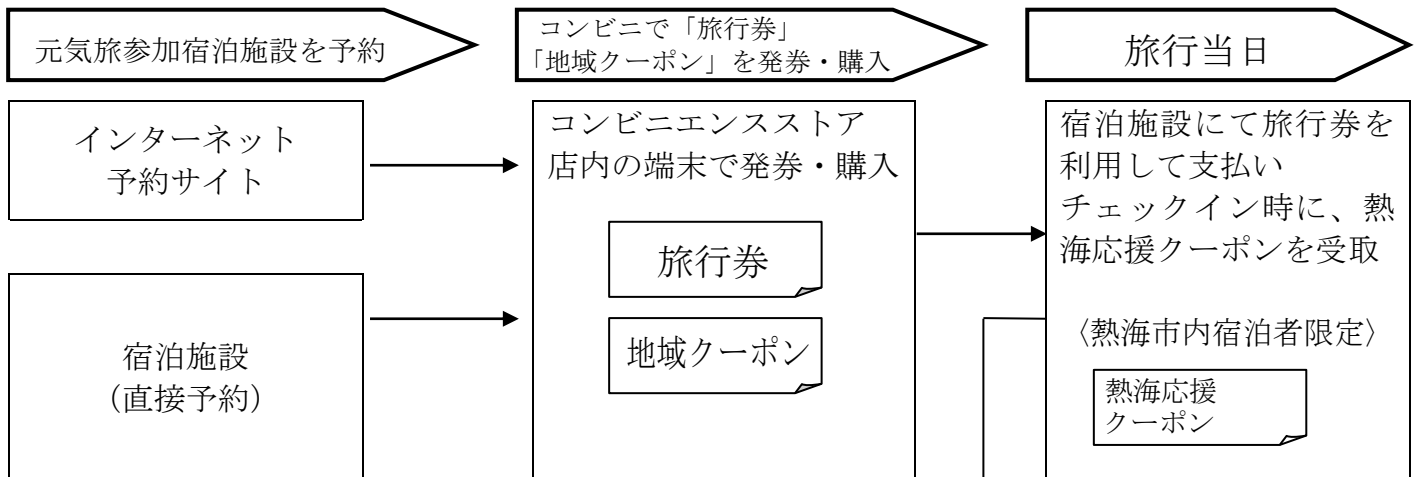 元気旅参加宿泊施設を予約
コンビニで「旅行券」
「地域クーポン」を発券・購入
旅行当日
インターネット
予約サイト
宿泊施設
（直接予約）
コンビニエンスストア
店内の端末で発券・購入
旅行券
地域クーポン
宿泊施設にて旅行券を
利用して支払い
チェックイン時に、熱
海応援クーポンを受取
〈熱海市内宿泊者限定〉
熱海応援
クーポン